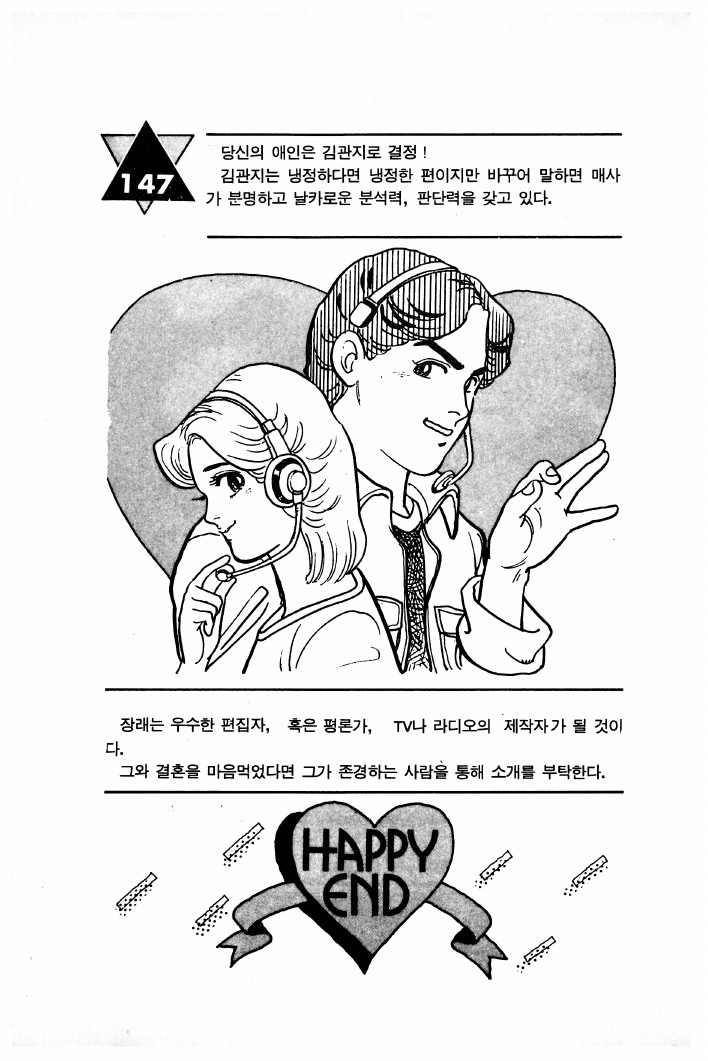 147
당신의 애인은 김관지로 결정 !
김관지는 냉정하다면 냉정한 편이지만 바꾸어 말하면 매사
가 분명하고 날카로운 분석력, 판단력을 갖고 있다.
장래는 우수한 편집자, 혹은 평론가, TV나 라디오의 제작자가 될 것이
다.
그와 결혼을 마음먹었다면 그가 존경하는 사람을 통해 소개를 부탁한다.
HAPPY
END